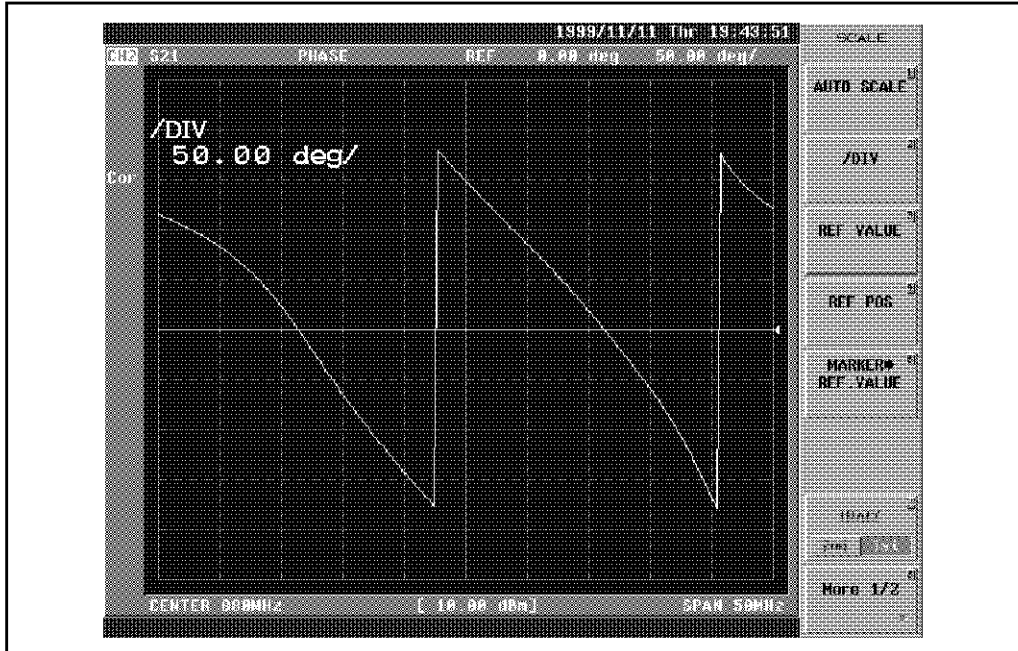 1999/11/11 Thr 19:43:51
CH2 S21 PHASE REF 0.00 deg 50.00 deg/
/DIV
50.00 deg/
Cor
CENTER 880MHz [ 10.00 dBm] SPAN 50MHz
SCALE
AUTO SCALE
/DIV
REF VALUE
REF POS
MARKER➡
REF.VALUE
More 1/2